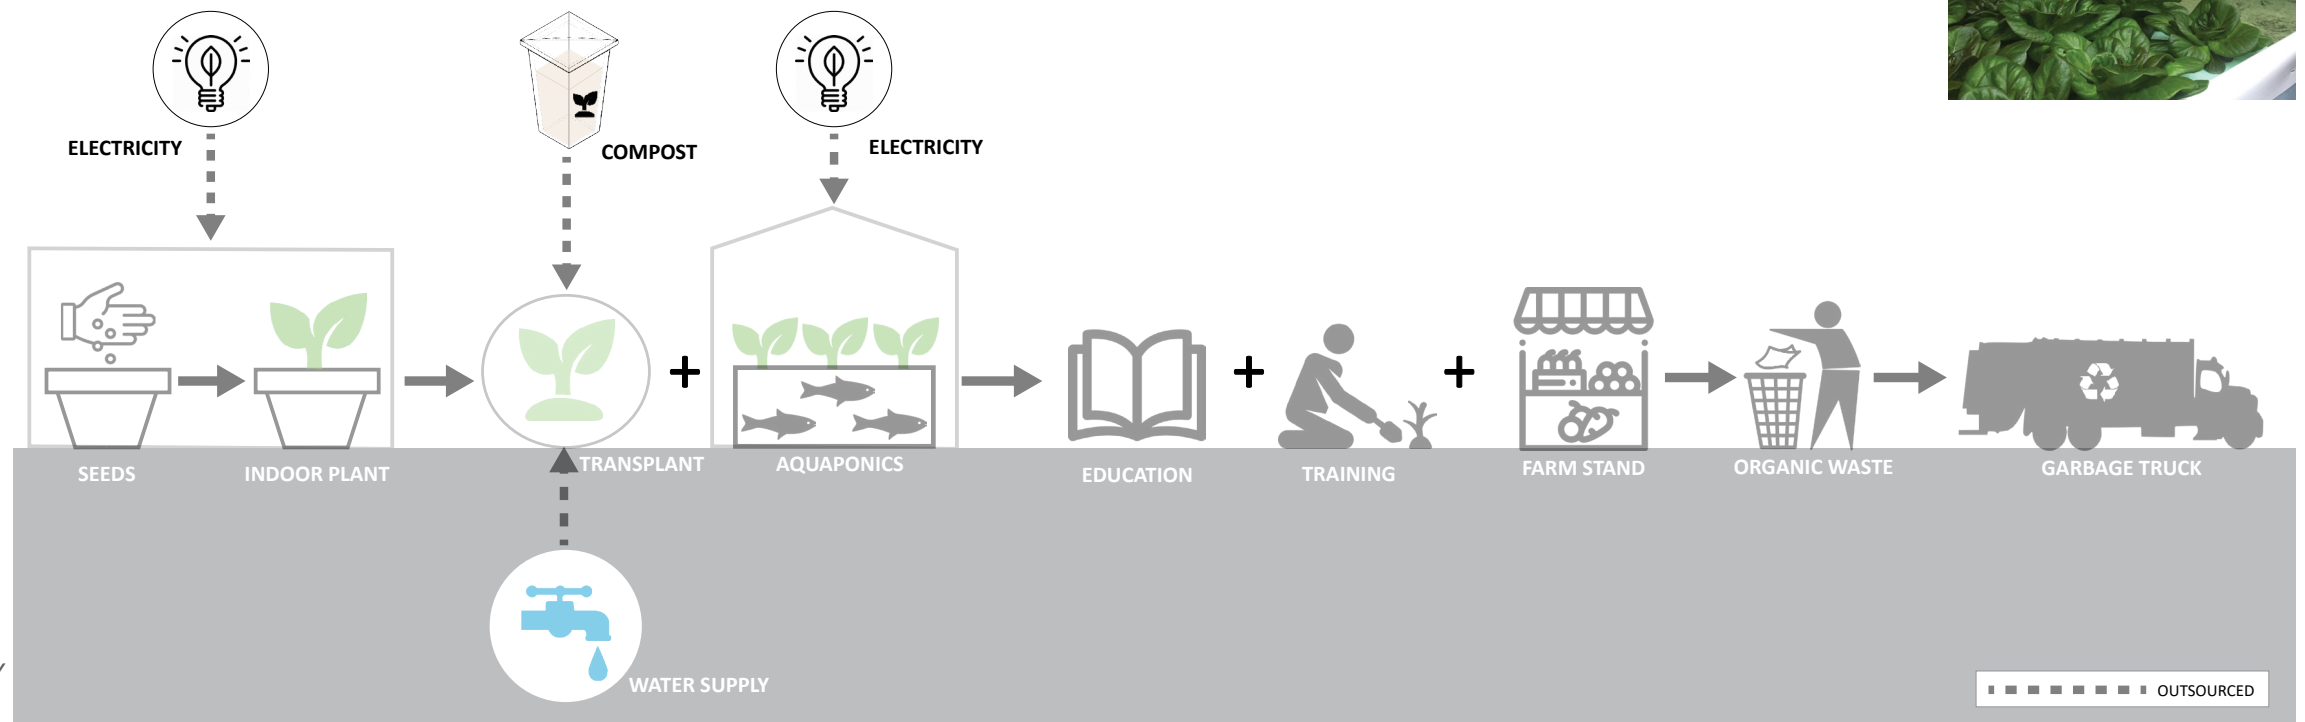 ELECTRICITY
COMPOST
ELECTRICITY
SEEDS
INDOOR PLANT
TRANSPLANT
AQUAPONICS
EDUCATION
TRAINING
FARM STAND
ORGANIC WASTE
GARBAGE TRUCK
WATER SUPPLY
OUTSOURCED